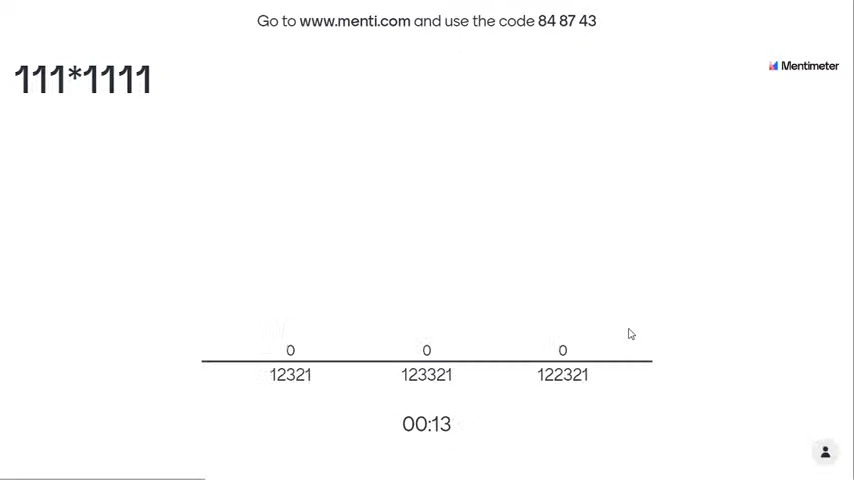 Go to www.menti.com and use the code 84 87 43
111*1111
Mentimeter
0 0 0
12321 123321 122321
00:13